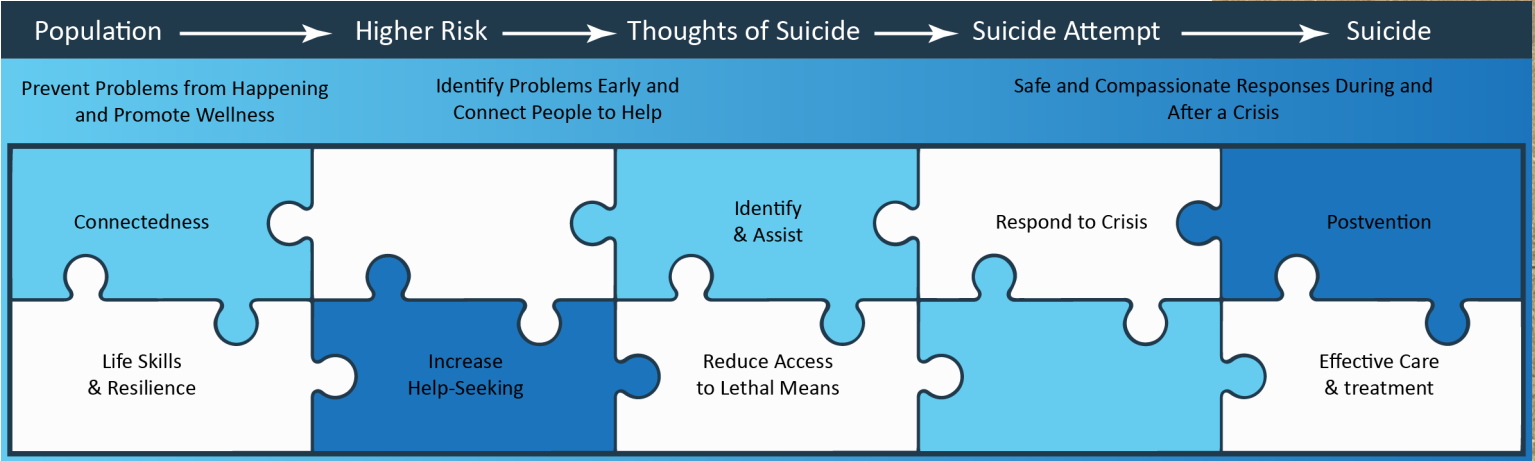 Population Higher Risk Thoughts of Suicide Suicide Attempt Suicide
Prevent Problems from Happening
and Promote Wellness
Identify Problems Early and
Connect People to Help
Safe and Compassionate Responses During and
After a Crisis
Connectedness
Identify
& Assist
Respond to Crisis
Postvention
Life Skills
& Resilience
Increase
Help-Seeking
Reduce Access
to Lethal Means
Effective Care
& treatment